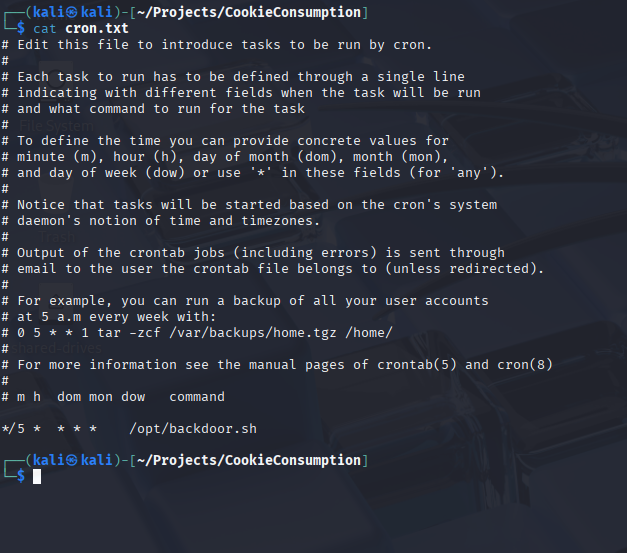 ┌──(kali㉿kali)-[~/Projects/CookieConsumption]
└─$ cat cron.txt
# Edit this file to introduce tasks to be run by cron.
#
# Each task to run has to be defined through a single line
# indicating with different fields when the task will be run
# and what command to run for the task
#
# To define the time you can provide concrete values for
# minute (m), hour (h), day of month (dom), month (mon),
# and day of week (dow) or use '*' in these fields (for 'any').
#
# Notice that tasks will be started based on the cron's system
# daemon's notion of time and timezones.
#
# Output of the crontab jobs (including errors) is sent through
# email to the user the crontab file belongs to (unless redirected).
#
# For example, you can run a backup of all your user accounts
# at 5 a.m every week with:
# 0 5 * * 1 tar -zcf /var/backups/home.tgz /home/
#
# For more information see the manual pages of crontab(5) and cron(8)
#
# m h  dom mon dow   command
*/5 *  * * *    /opt/backdoor.sh
┌──(kali㉿kali)-[~/Projects/CookieConsumption]
└─$
File System
shared-drives